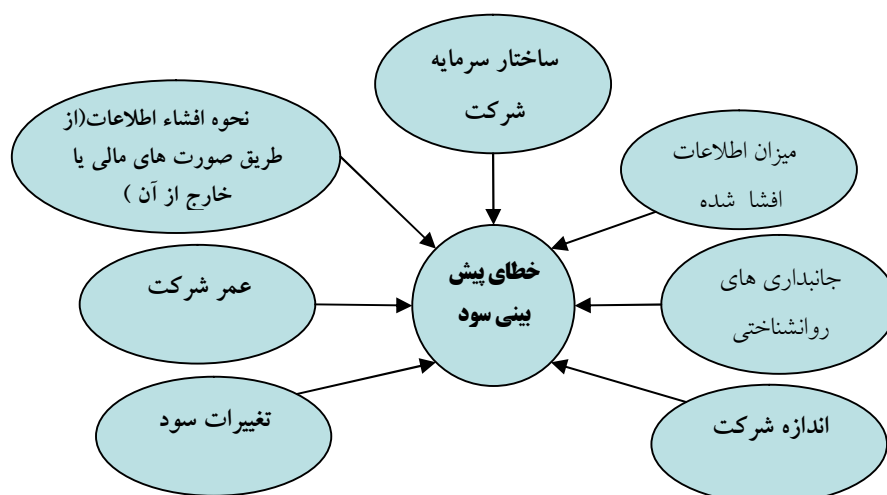 ساختار سرمایه
شرکت
نحوه افشاء اطلاعات(از
طریق صورت های مالی یا
خارج از آن )
میزان اطلاعات
افشا شده
خطای پیش
بینی سود
جانبداری های
روانشناختی
عمر شرکت
تغییرات سود
اندازه شرکت